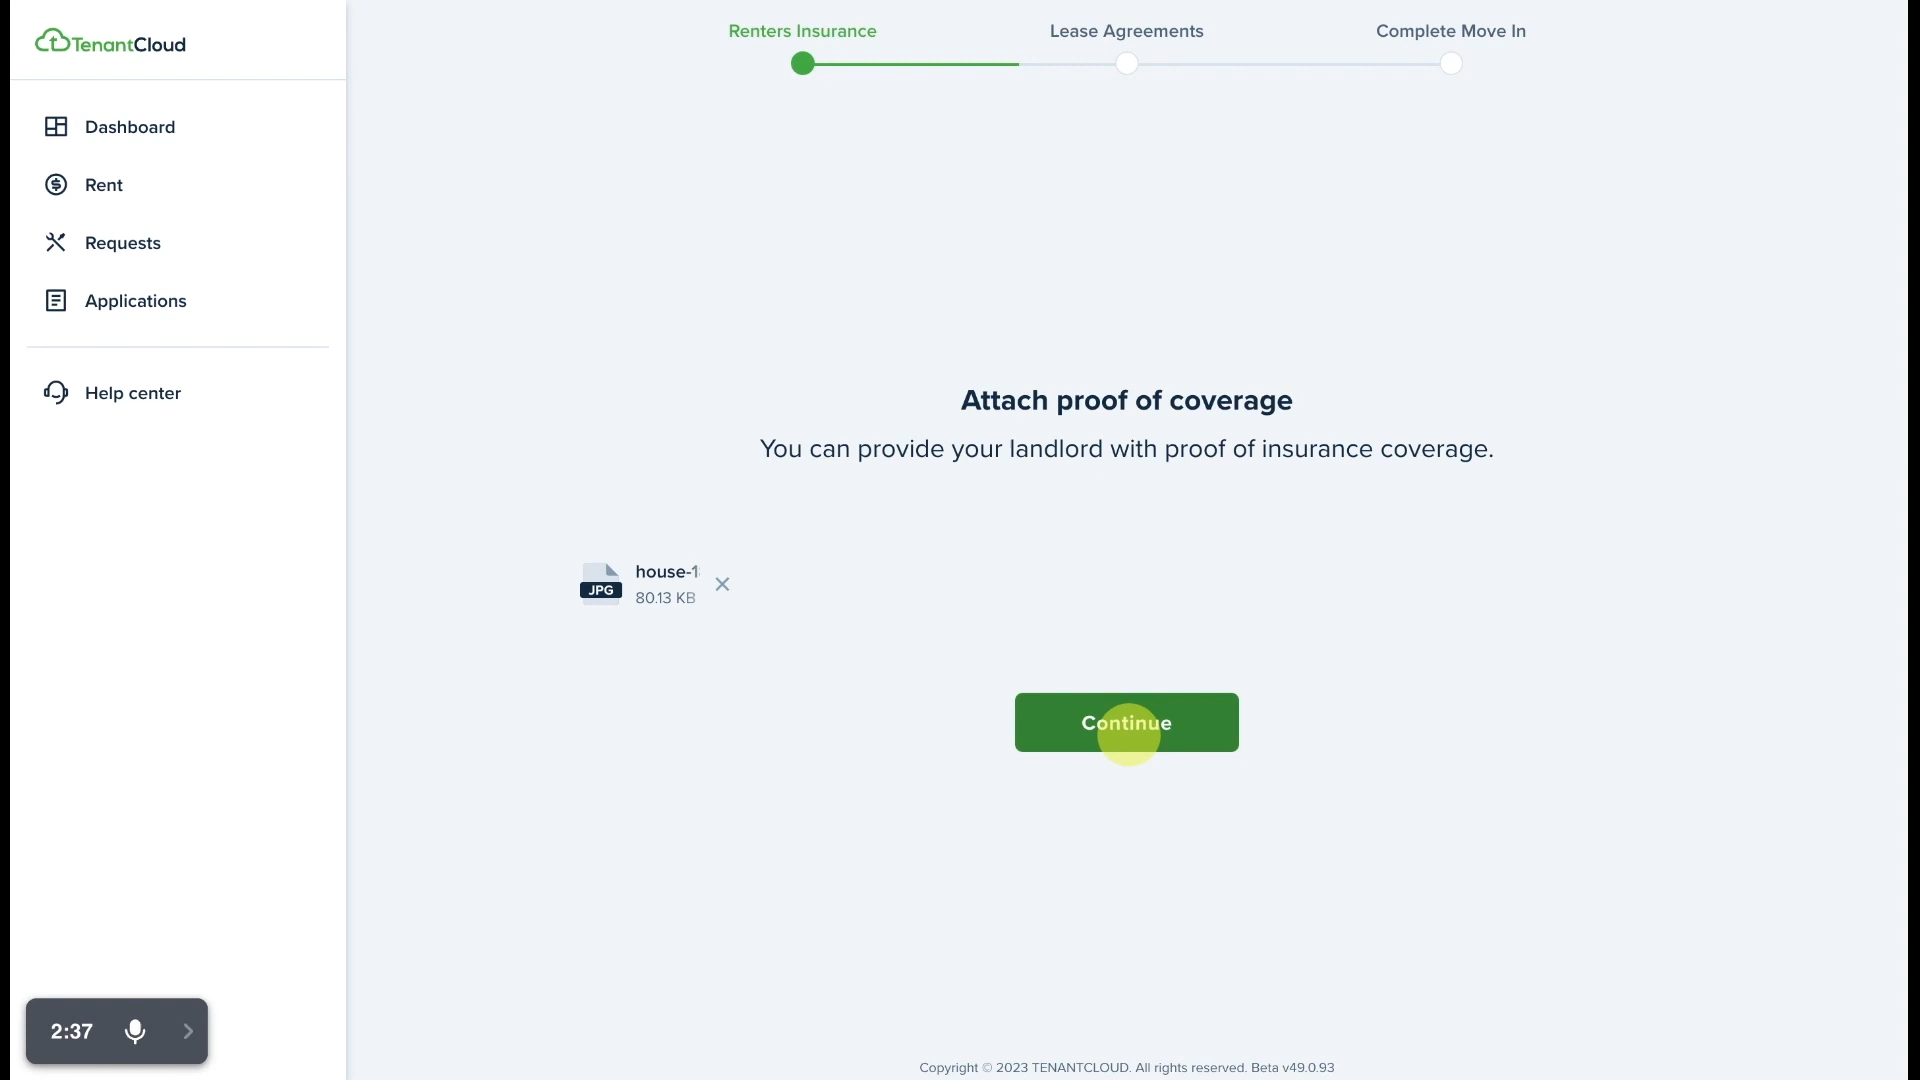 TenantCloud
Dashboard
Rent
Requests
Applications
Help center
Renters Insurance
Lease Agreements
Complete Move In
Attach proof of coverage
You can provide your landlord with proof of insurance coverage.
JPG
house-1
80.13 KB
Continue
2:37
Copyright © 2023 TENANTCLOUD. All rights reserved. Beta v49.0.93